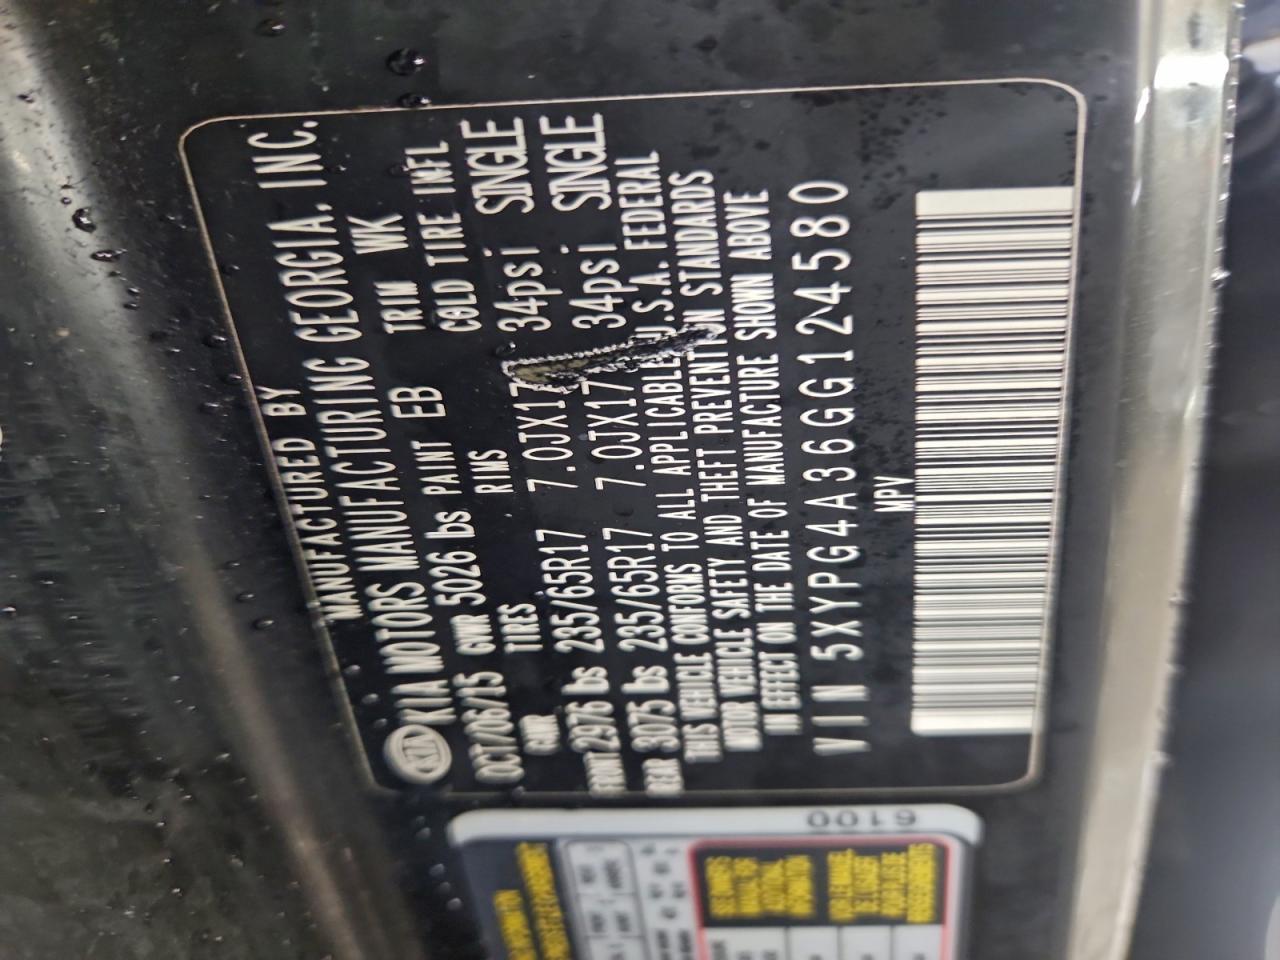 MANUFACTURED BY
KIA KIA MOTORS MANUFACTURING GEORGIA, INC.
OCT/06/15 GVWR 5026 lbs PAINT EB TRIM WK
GAWR TIRES RIMS COLD TIRE INFL
FRONT 2976 lbs 235/65R17 7.0JX17 34psi SINGLE
REAR 3075 lbs 235/65R17 7.0JX17 34psi SINGLE
THIS VEHICLE CONFORMS TO ALL APPLICABLE U.S.A. FEDERAL
MOTOR VEHICLE SAFETY AND THEFT PREVENTION STANDARDS
IN EFFECT ON THE DATE OF MANUFACTURE SHOWN ABOVE
VIN 5XYPG4A36GG124580
MPV
6100